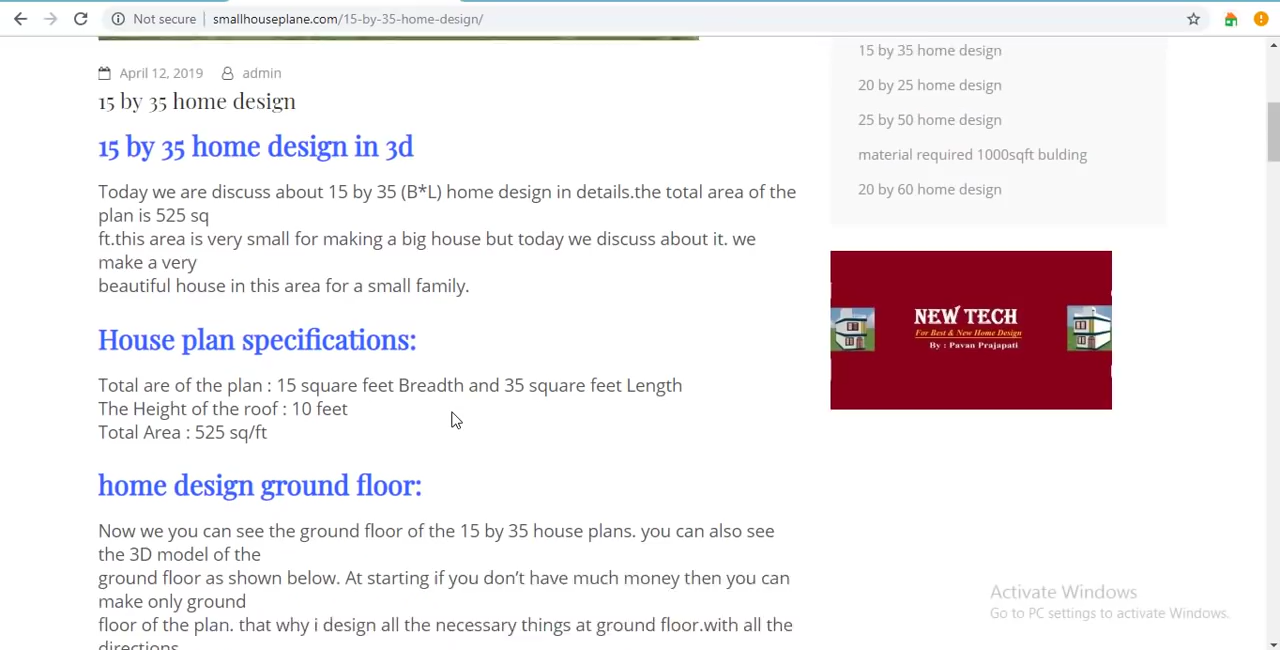 Not secure
smallhouseplane.com/15-by-35-home-design/
April 12, 2019
admin
15 by 35 home design
15 by 35 home design in 3d
Today we are discuss about 15 by 35 (B*L) home design in details.the total area of the
plan is 525 sq
ft.this area is very small for making a big house but today we discuss about it. we
make a very
beautiful house in this area for a small family.
House plan specifications:
Total are of the plan : 15 square feet Breadth and 35 square feet Length
The Height of the roof : 10 feet
Total Area : 525 sq/ft
home design ground floor:
Now we you can see the ground floor of the 15 by 35 house plans. you can also see
the 3D model of the
ground floor as shown below. At starting if you don’t have much money then you can
make only ground
floor of the plan. that why i design all the necessary things at ground floor.with all the
directions
15 by 35 home design
20 by 25 home design
25 by 50 home design
material required 1000sqft bulding
20 by 60 home design
NEW TECH
For Best & New Home Design
By : Pavan Prajapati
Activate Windows
Go to PC settings to activate Windows.